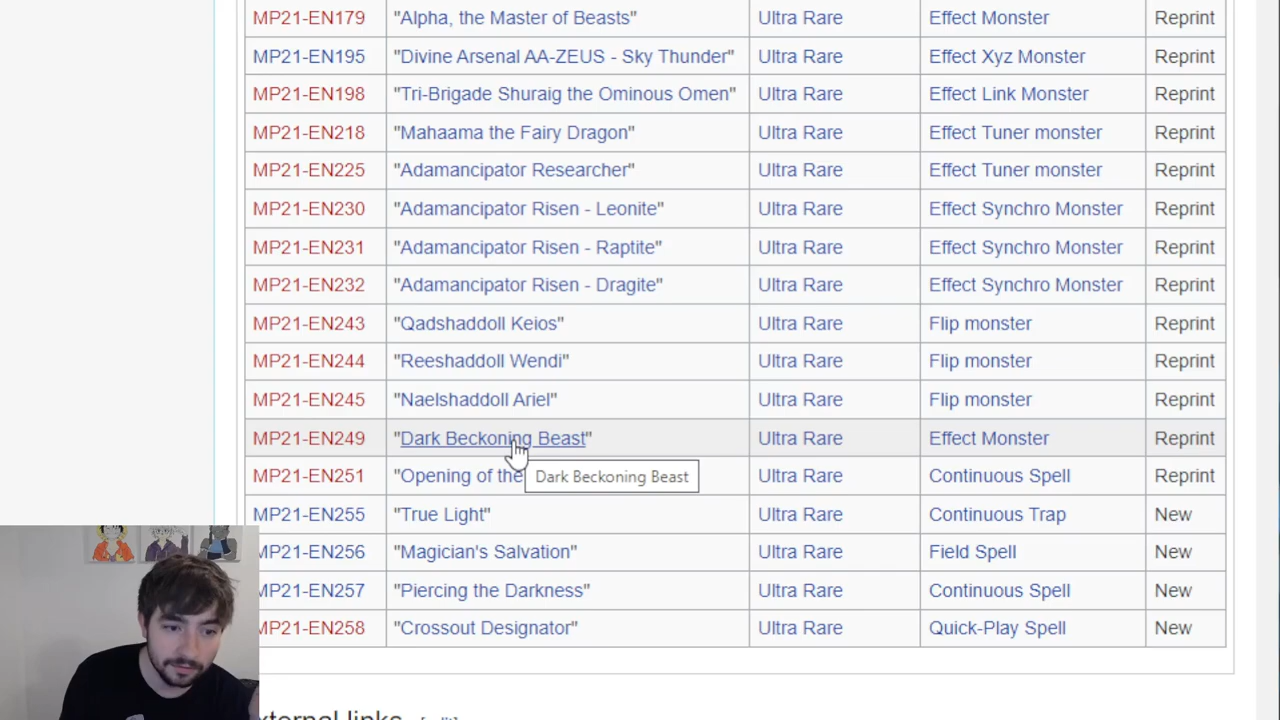 MP21-EN179 "Alpha, the Master of Beasts" Ultra Rare Effect Monster Reprint
MP21-EN195 "Divine Arsenal AA-ZEUS - Sky Thunder" Ultra Rare Effect Xyz Monster Reprint
MP21-EN198 "Tri-Brigade Shuraig the Ominous Omen" Ultra Rare Effect Link Monster Reprint
MP21-EN218 "Mahaama the Fairy Dragon" Ultra Rare Effect Tuner monster Reprint
MP21-EN225 "Adamancipator Researcher" Ultra Rare Effect Tuner monster Reprint
MP21-EN230 "Adamancipator Risen - Leonite" Ultra Rare Effect Synchro Monster Reprint
MP21-EN231 "Adamancipator Risen - Raptite" Ultra Rare Effect Synchro Monster Reprint
MP21-EN232 "Adamancipator Risen - Dragite" Ultra Rare Effect Synchro Monster Reprint
MP21-EN243 "Qadshaddoll Keios" Ultra Rare Flip monster Reprint
MP21-EN244 "Reeshaddoll Wendi" Ultra Rare Flip monster Reprint
MP21-EN245 "Naelshaddoll Ariel" Ultra Rare Flip monster Reprint
MP21-EN249 "Dark Beckoning Beast" Ultra Rare Effect Monster Reprint
MP21-EN251 "Opening of the Dark Beckoning Beast Ultra Rare Continuous Spell Reprint
MP21-EN255 "True Light" Ultra Rare Continuous Trap New
MP21-EN256 "Magician's Salvation" Ultra Rare Field Spell New
MP21-EN257 "Piercing the Darkness" Ultra Rare Continuous Spell New
MP21-EN258 "Crossout Designator" Ultra Rare Quick-Play Spell New